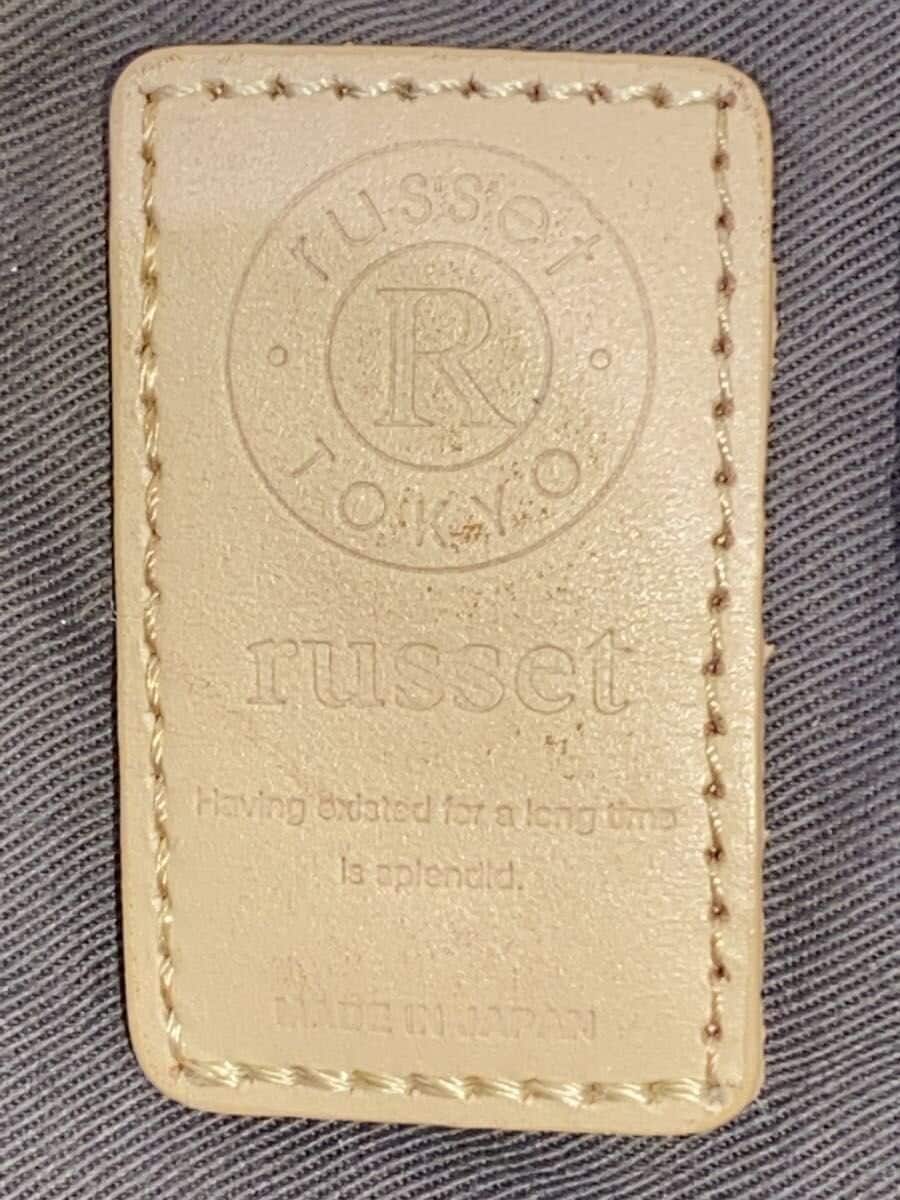 russet
R
TOKYO
russet
Having existed for a long time
is splendid.
MADE IN JAPAN